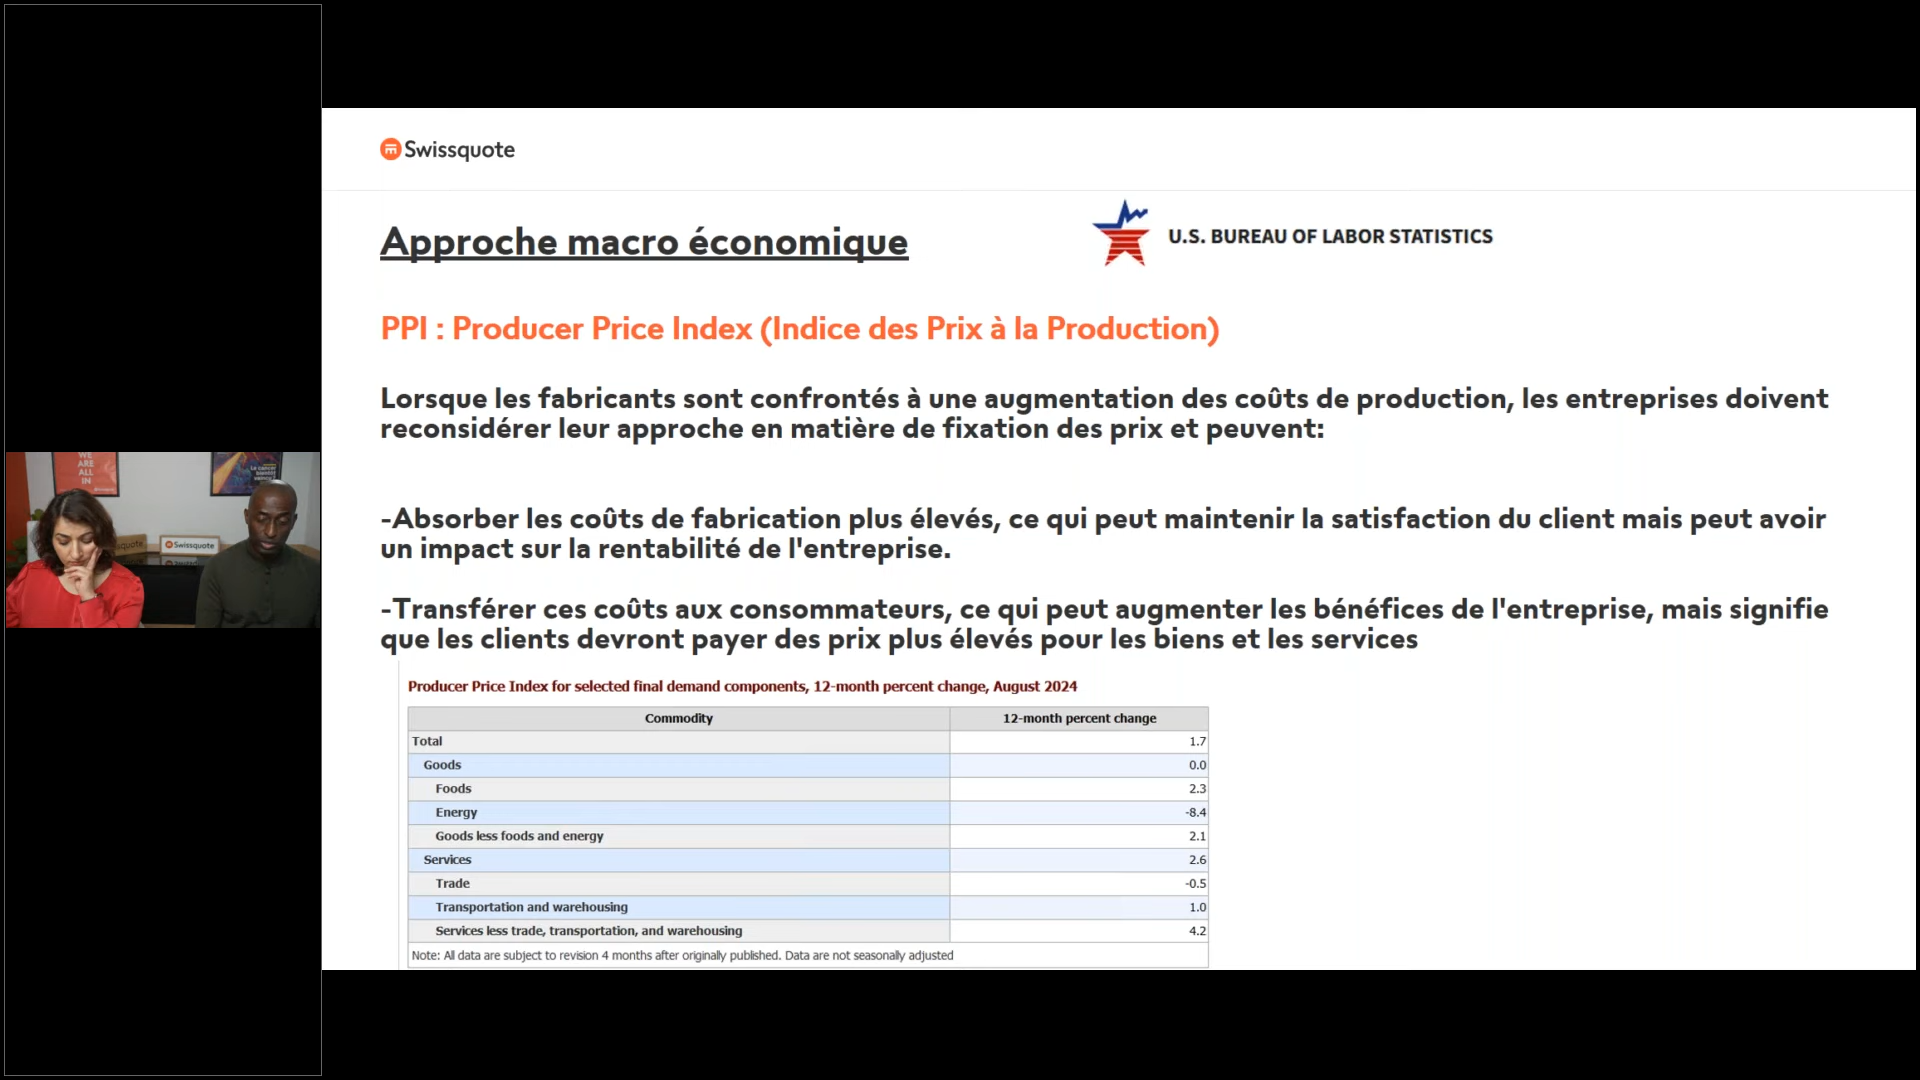 Swissquote
Approche macro économique
U.S. BUREAU OF LABOR STATISTICS
PPI : Producer Price Index (Indice des Prix à la Production)
Lorsque les fabricants sont confrontés à une augmentation des coûts de production, les entreprises doivent
reconsidérer leur approche en matière de fixation des prix et peuvent:
-Absorber les coûts de fabrication plus élevés, ce qui peut maintenir la satisfaction du client mais peut avoir
un impact sur la rentabilité de l'entreprise.
-Transférer ces coûts aux consommateurs, ce qui peut augmenter les bénéfices de l'entreprise, mais signifie
que les clients devront payer des prix plus élevés pour les biens et les services
Producer Price Index for selected final demand components, 12-month percent change, August 2024
Commodity 12-month percent change
Total 1.7
Goods 0.0
Foods 2.3
Energy -8.4
Goods less foods and energy 2.1
Services 2.6
Trade -0.5
Transportation and warehousing 1.0
Services less trade, transportation, and warehousing 4.2
Note: All data are subject to revision 4 months after originally published. Data are not seasonally adjusted
WE
ARE
ALL
IN
Swissquote